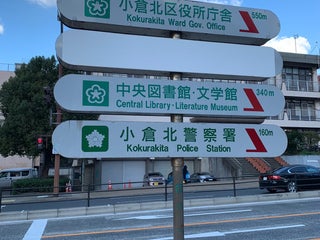 小倉北区役所庁舎
550m
Kokurakita Ward Gov. Office
中央図書館・文学館
340m
Central Library・Literature Museum
小倉北警察署
160m
Kokurakita Police Station